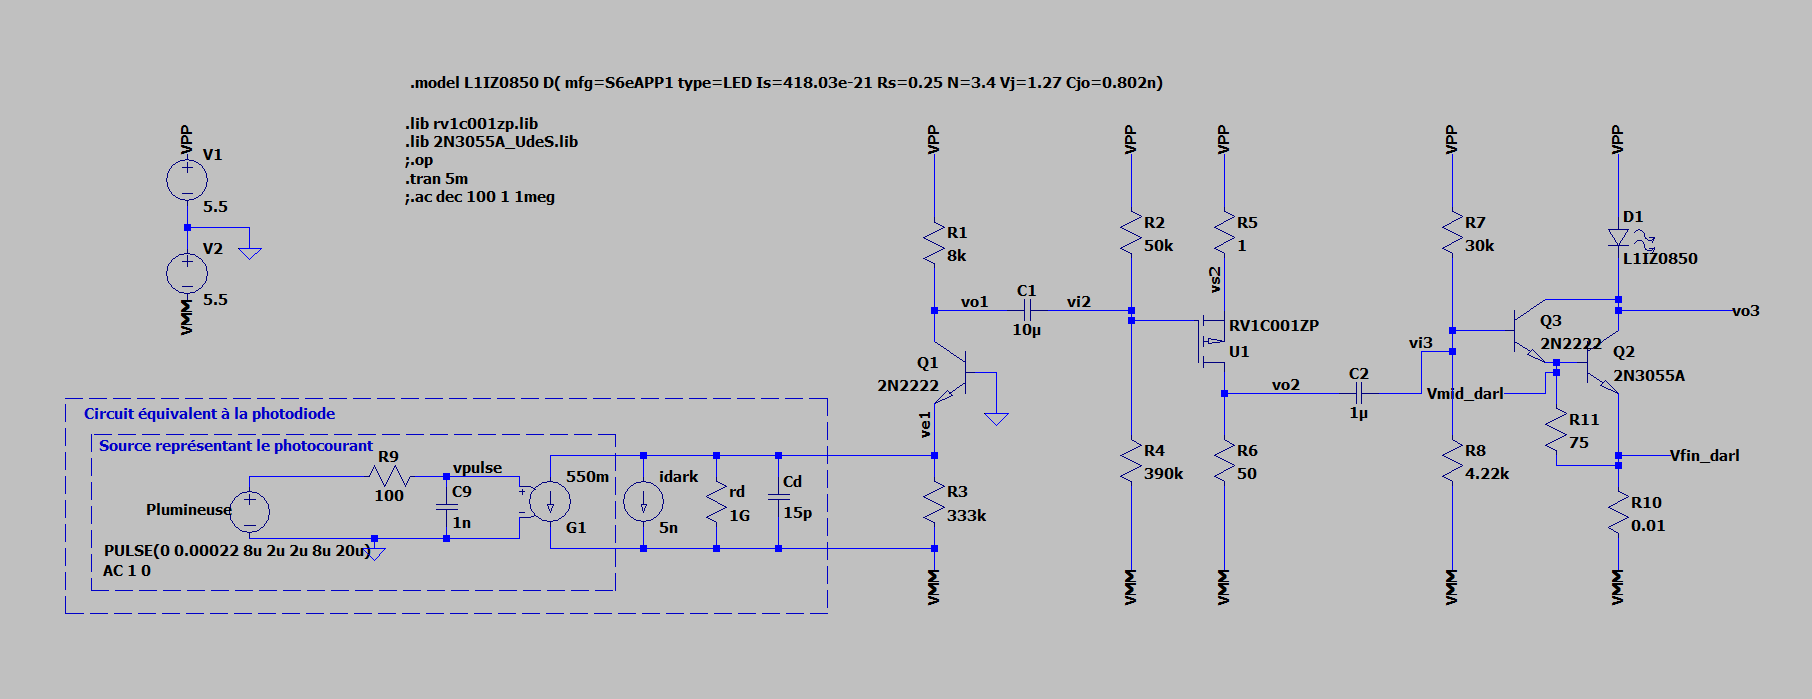 .model L1IZ0850 D( mfg=S6eAPP1 type=LED Is=418.03e-21 Rs=0.25 N=3.4 Vj=1.27 Cjo=0.802n)
.lib rv1c001zp.lib
.lib 2N3055A_UdeS.lib
;.op
.tran 5m
;.ac dec 100 1 1meg
VPP
V1
5.5
V2
5.5
VMM
Circuit équivalent à la photodiode
Source représentant le photocourant
R9
100
vpulse
C9
1n
Plumineuse
PULSE(0 0.00022 8u 2u 2u 8u 20u)
AC 1 0
550m
G1
idark
5n
rd
1G
Cd
15p
VPP
R1
8k
vo1
Q1
2N2222
ve1
R3
333k
VMM
C1
10µ
vi2
VPP
R2
50k
R4
390k
VMM
VPP
R5
1
vs2
RV1C001ZP
U1
vo2
R6
50
VMM
C2
1µ
vi3
VPP
R7
30k
R8
4.22k
VMM
Vmid_darl
Q3
2N2222
R11
75
VPP
D1
L1IZ0850
vo3
Q2
2N3055A
Vfin_darl
R10
0.01
VMM